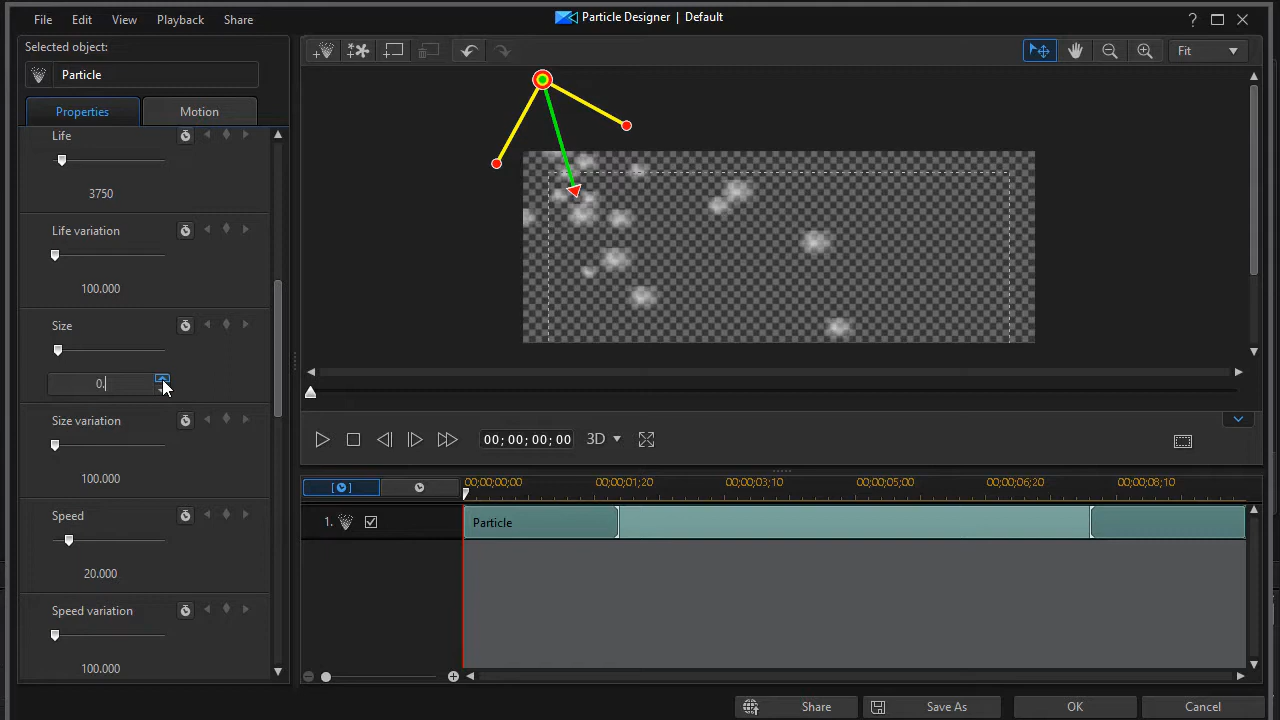 File Edit View Playback Share
Particle Designer | Default
?
Selected object:
Particle
Properties Motion
Fit
Life
3750
Life variation
100.000
Size
0.
Size variation
100.000
Speed
20.000
Speed variation
100.000
00; 00; 00; 00
3D
00;00;00;00 00;00;01;20 00;00;03;10 00;00;05;00 00;00;06;20 00;00;08;10
1. Particle
Share Save As OK Cancel